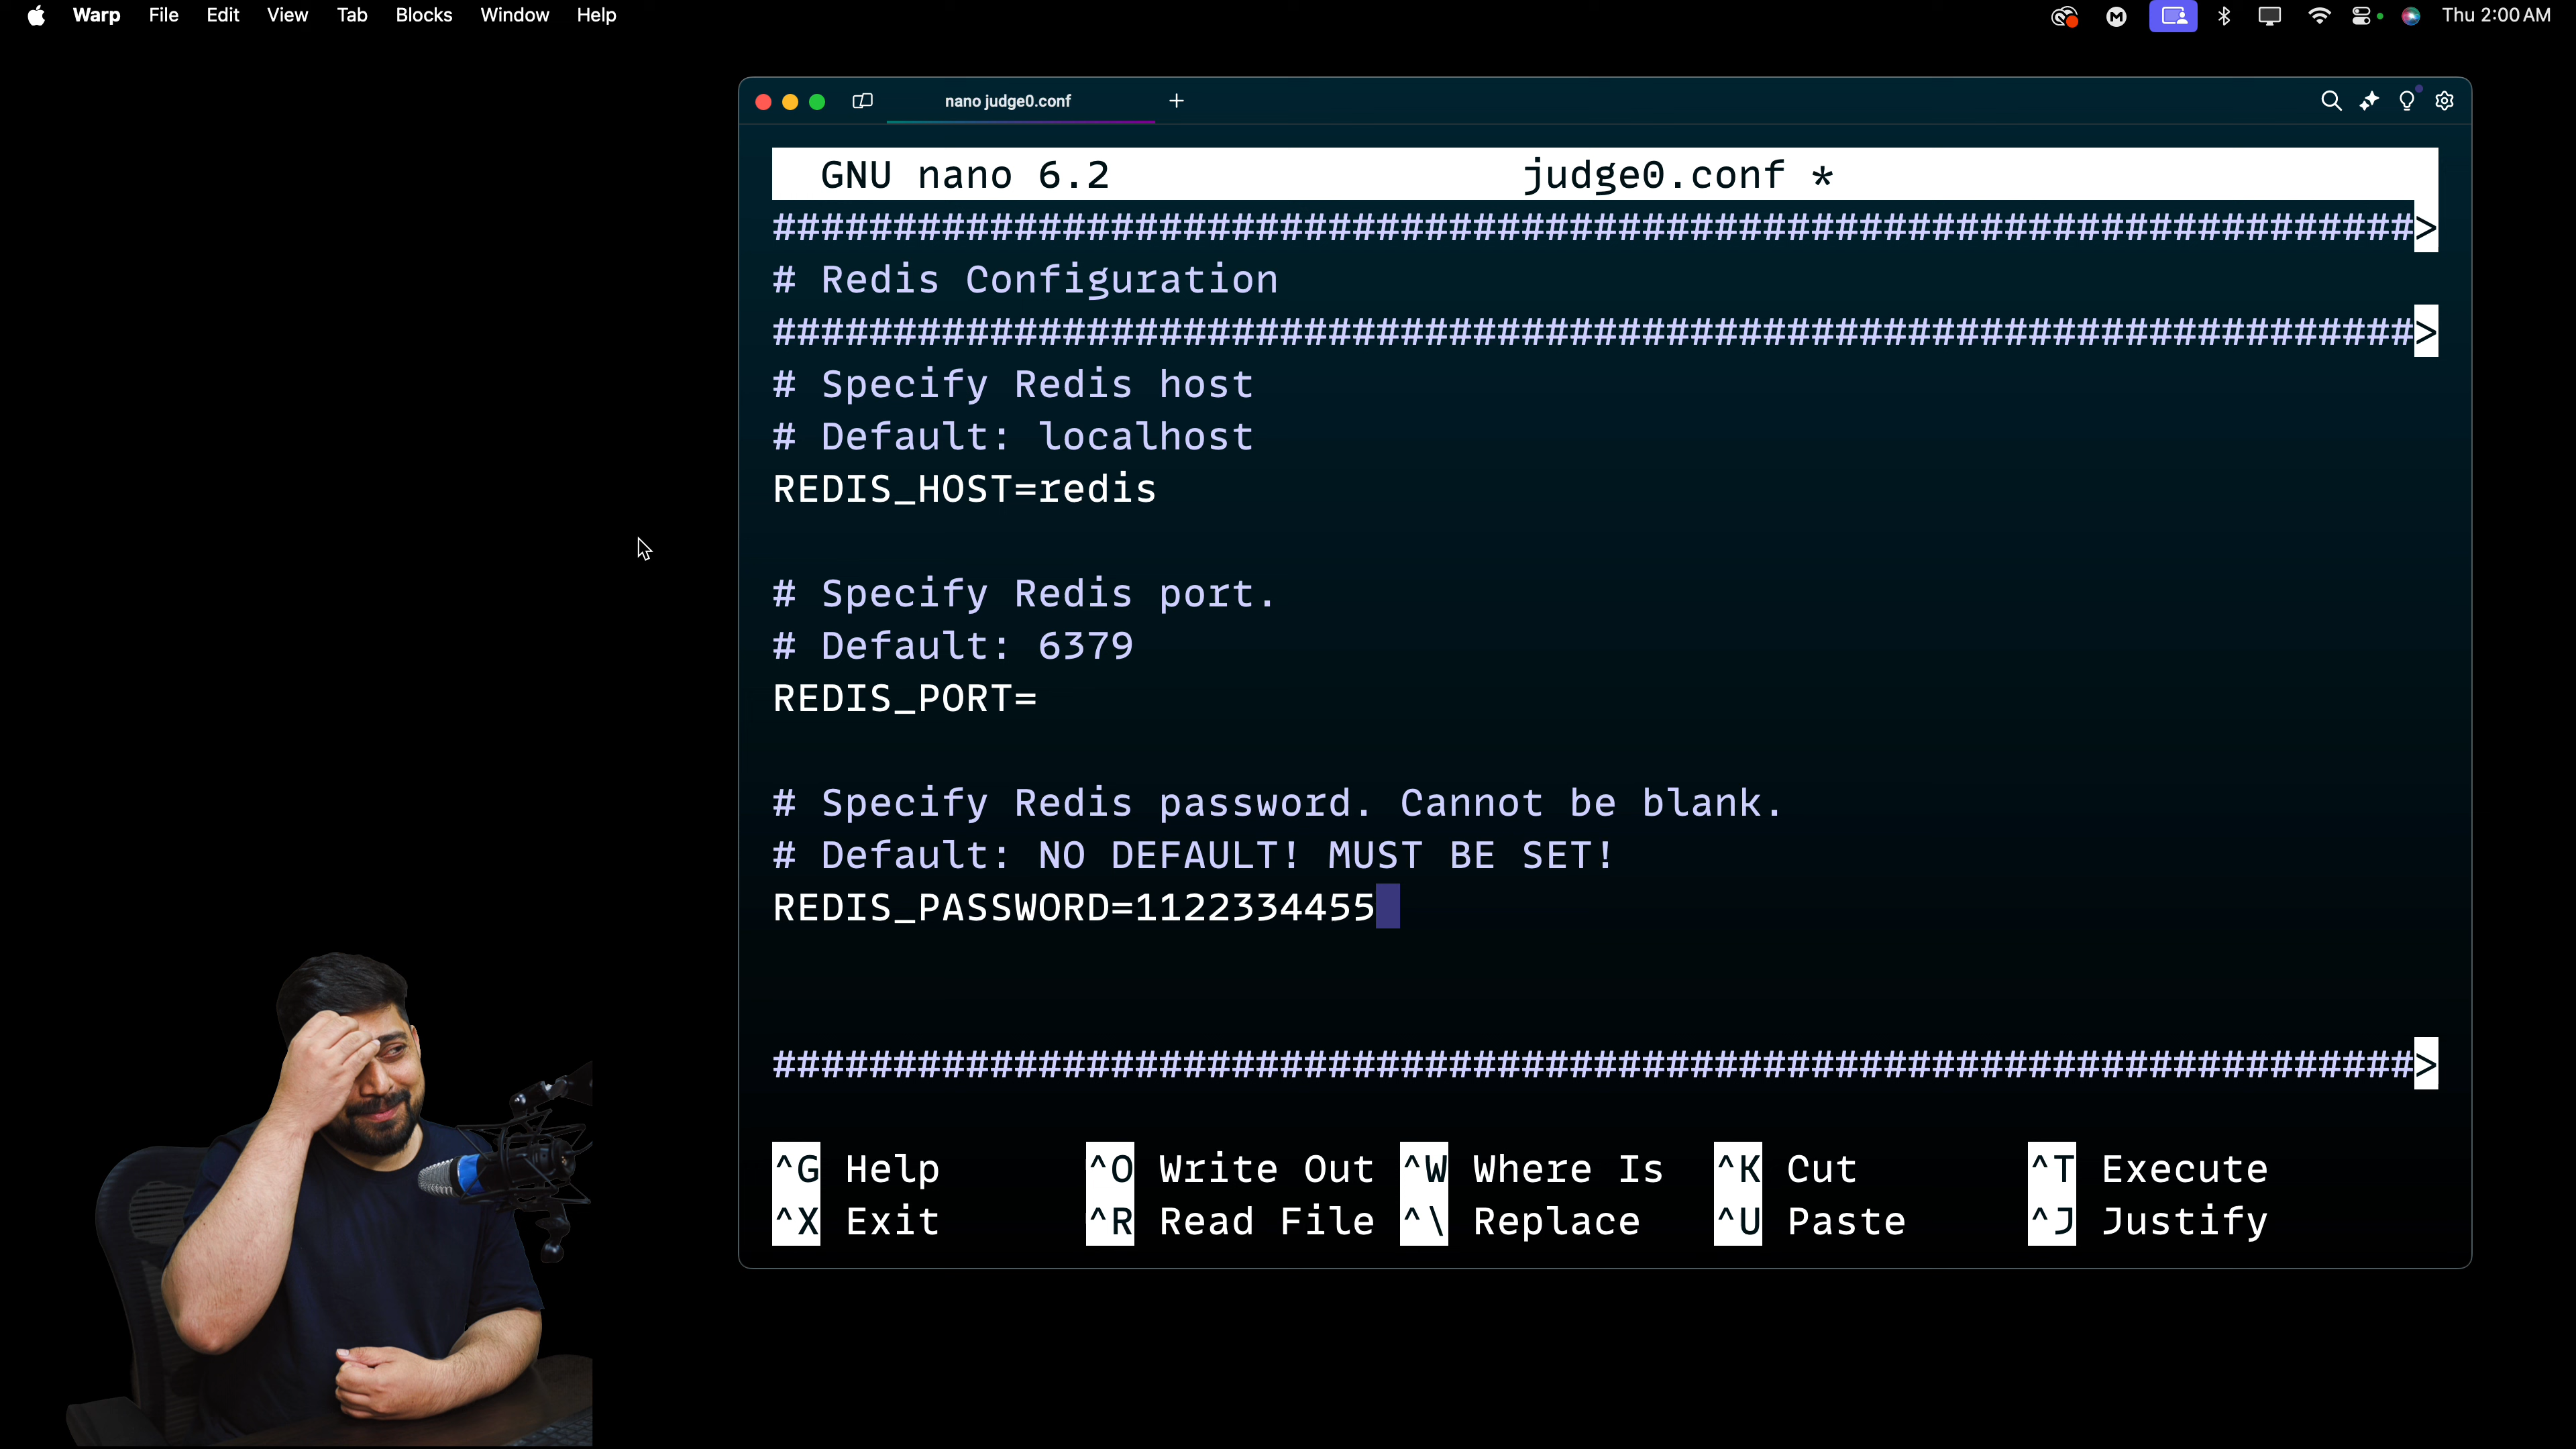 Warp File Edit View Tab Blocks Window Help
Thu 2:00 AM
nano judge0.conf
GNU nano 6.2 judge0.conf *
####################################################################>
# Redis Configuration
####################################################################>
# Specify Redis host
# Default: localhost
REDIS_HOST=redis
# Specify Redis port.
# Default: 6379
REDIS_PORT=
# Specify Redis password. Cannot be blank.
# Default: NO DEFAULT! MUST BE SET!
REDIS_PASSWORD=1122334455
####################################################################>
^G Help ^O Write Out ^W Where Is ^K Cut ^T Execute
^X Exit ^R Read File ^\ Replace ^U Paste ^J Justify